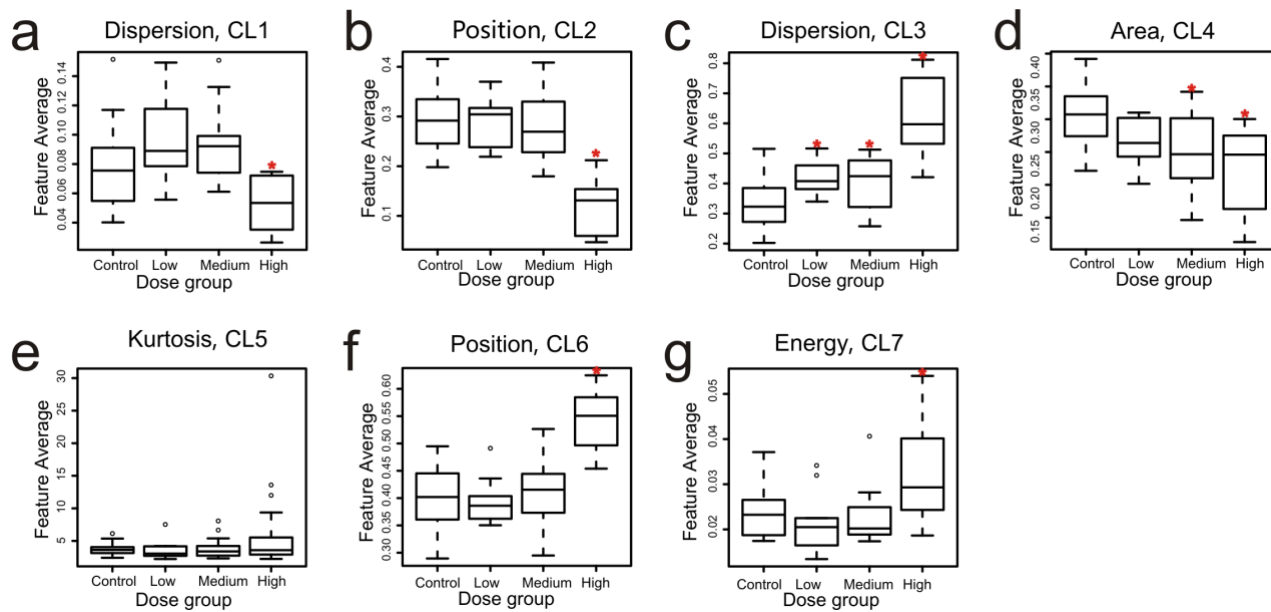 a Dispersion, CL1
Feature Average
0.04 0.06 0.08 0.10 0.12 0.14
Control Low Medium High
Dose group
*
b Position, CL2
Feature Average
0.1 0.2 0.3 0.4
Control Low Medium High
Dose group
*
c Dispersion, CL3
Feature Average
0.2 0.3 0.4 0.5 0.6 0.7 0.8
Control Low Medium High
Dose group
* * *
d Area, CL4
Feature Average
0.15 0.20 0.25 0.30 0.35 0.40
Control Low Medium High
Dose group
* *
e Kurtosis, CL5
Feature Average
5 10 15 20 25 30
Control Low Medium High
Dose group
f Position, CL6
Feature Average
0.30 0.35 0.40 0.45 0.50 0.55 0.60
Control Low Medium High
Dose group
*
g Energy, CL7
Feature Average
0.02 0.03 0.04 0.05
Control Low Medium High
Dose group
*